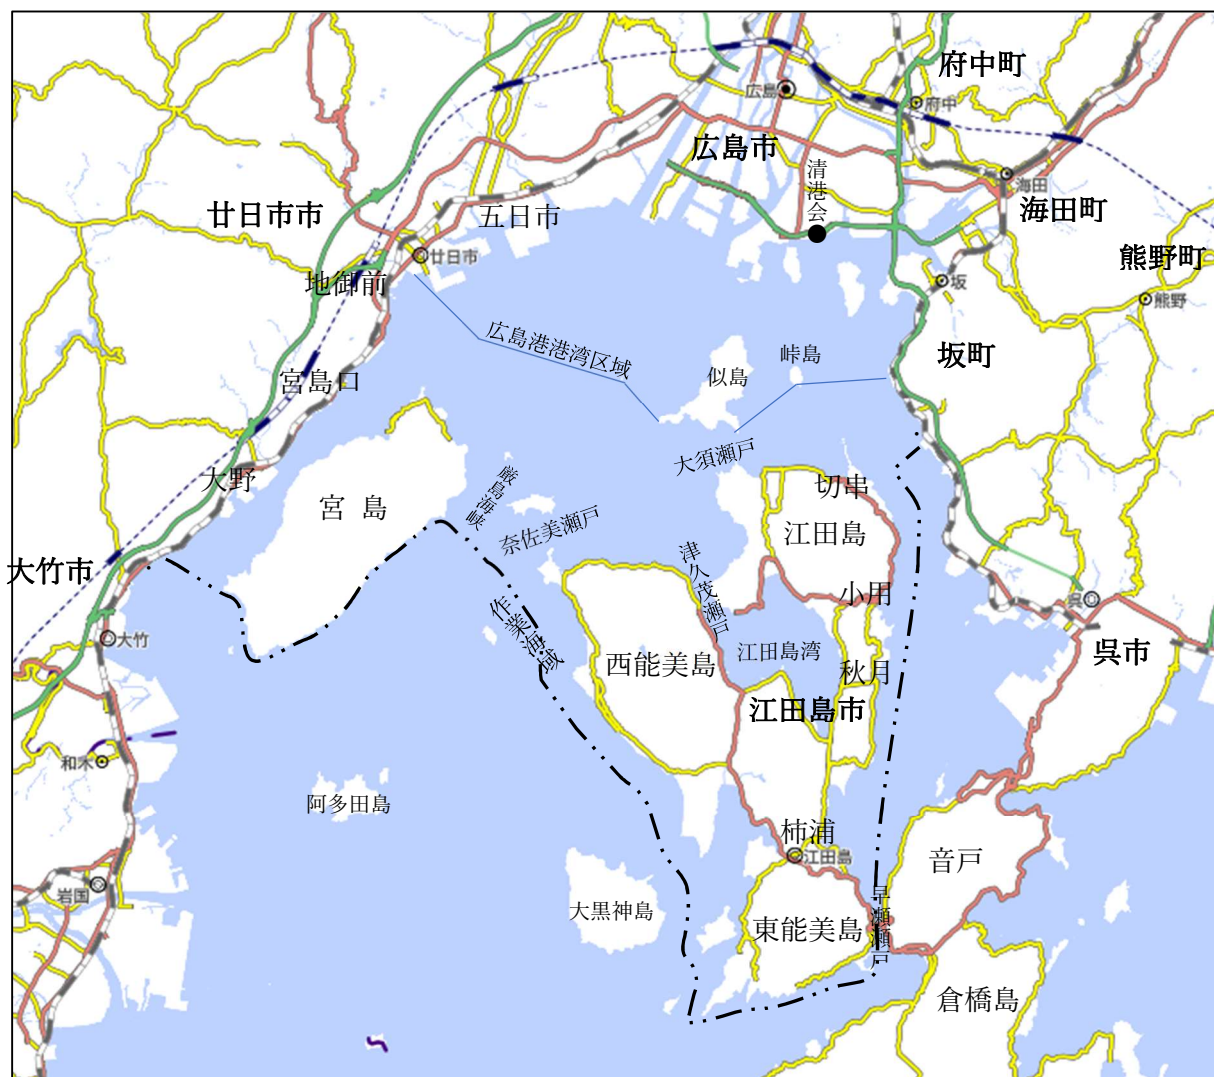 府中町
広島
府中
広島市
清港会
海田
海田町
廿日市市
五日市
熊野町
廿日市
地御前
坂
熊野
広島港港湾区域
峠島
坂町
似島
宮島口
大須瀬戸
大野
厳島海峡
切串
宮 島
奈佐美瀬戸
江田島
津久茂瀬戸
大竹市
小用
呉
作業海域
大竹
江田島湾
呉市
西能美島
秋月
江田島市
和木
阿多田島
柿浦
江田島
音戸
岩国
早瀬瀬戸
大黒神島
東能美島
倉橋島